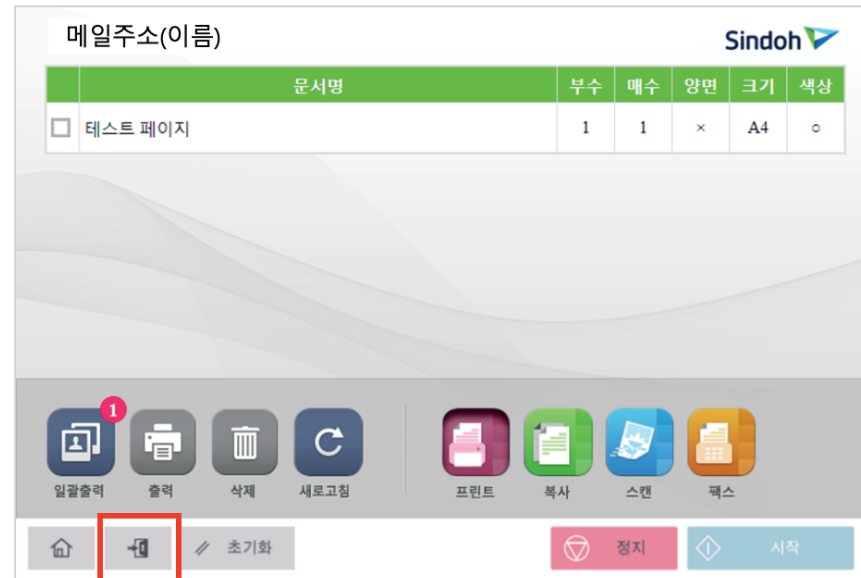 메일주소(이름)
Sindoh
문서명 부수 매수 양면 크기 색상
테스트 페이지 1 1 × A4 ○
1
일괄출력 출력 삭제 새로고침 프린트 복사 스캔 팩스
초기화 정지 시작